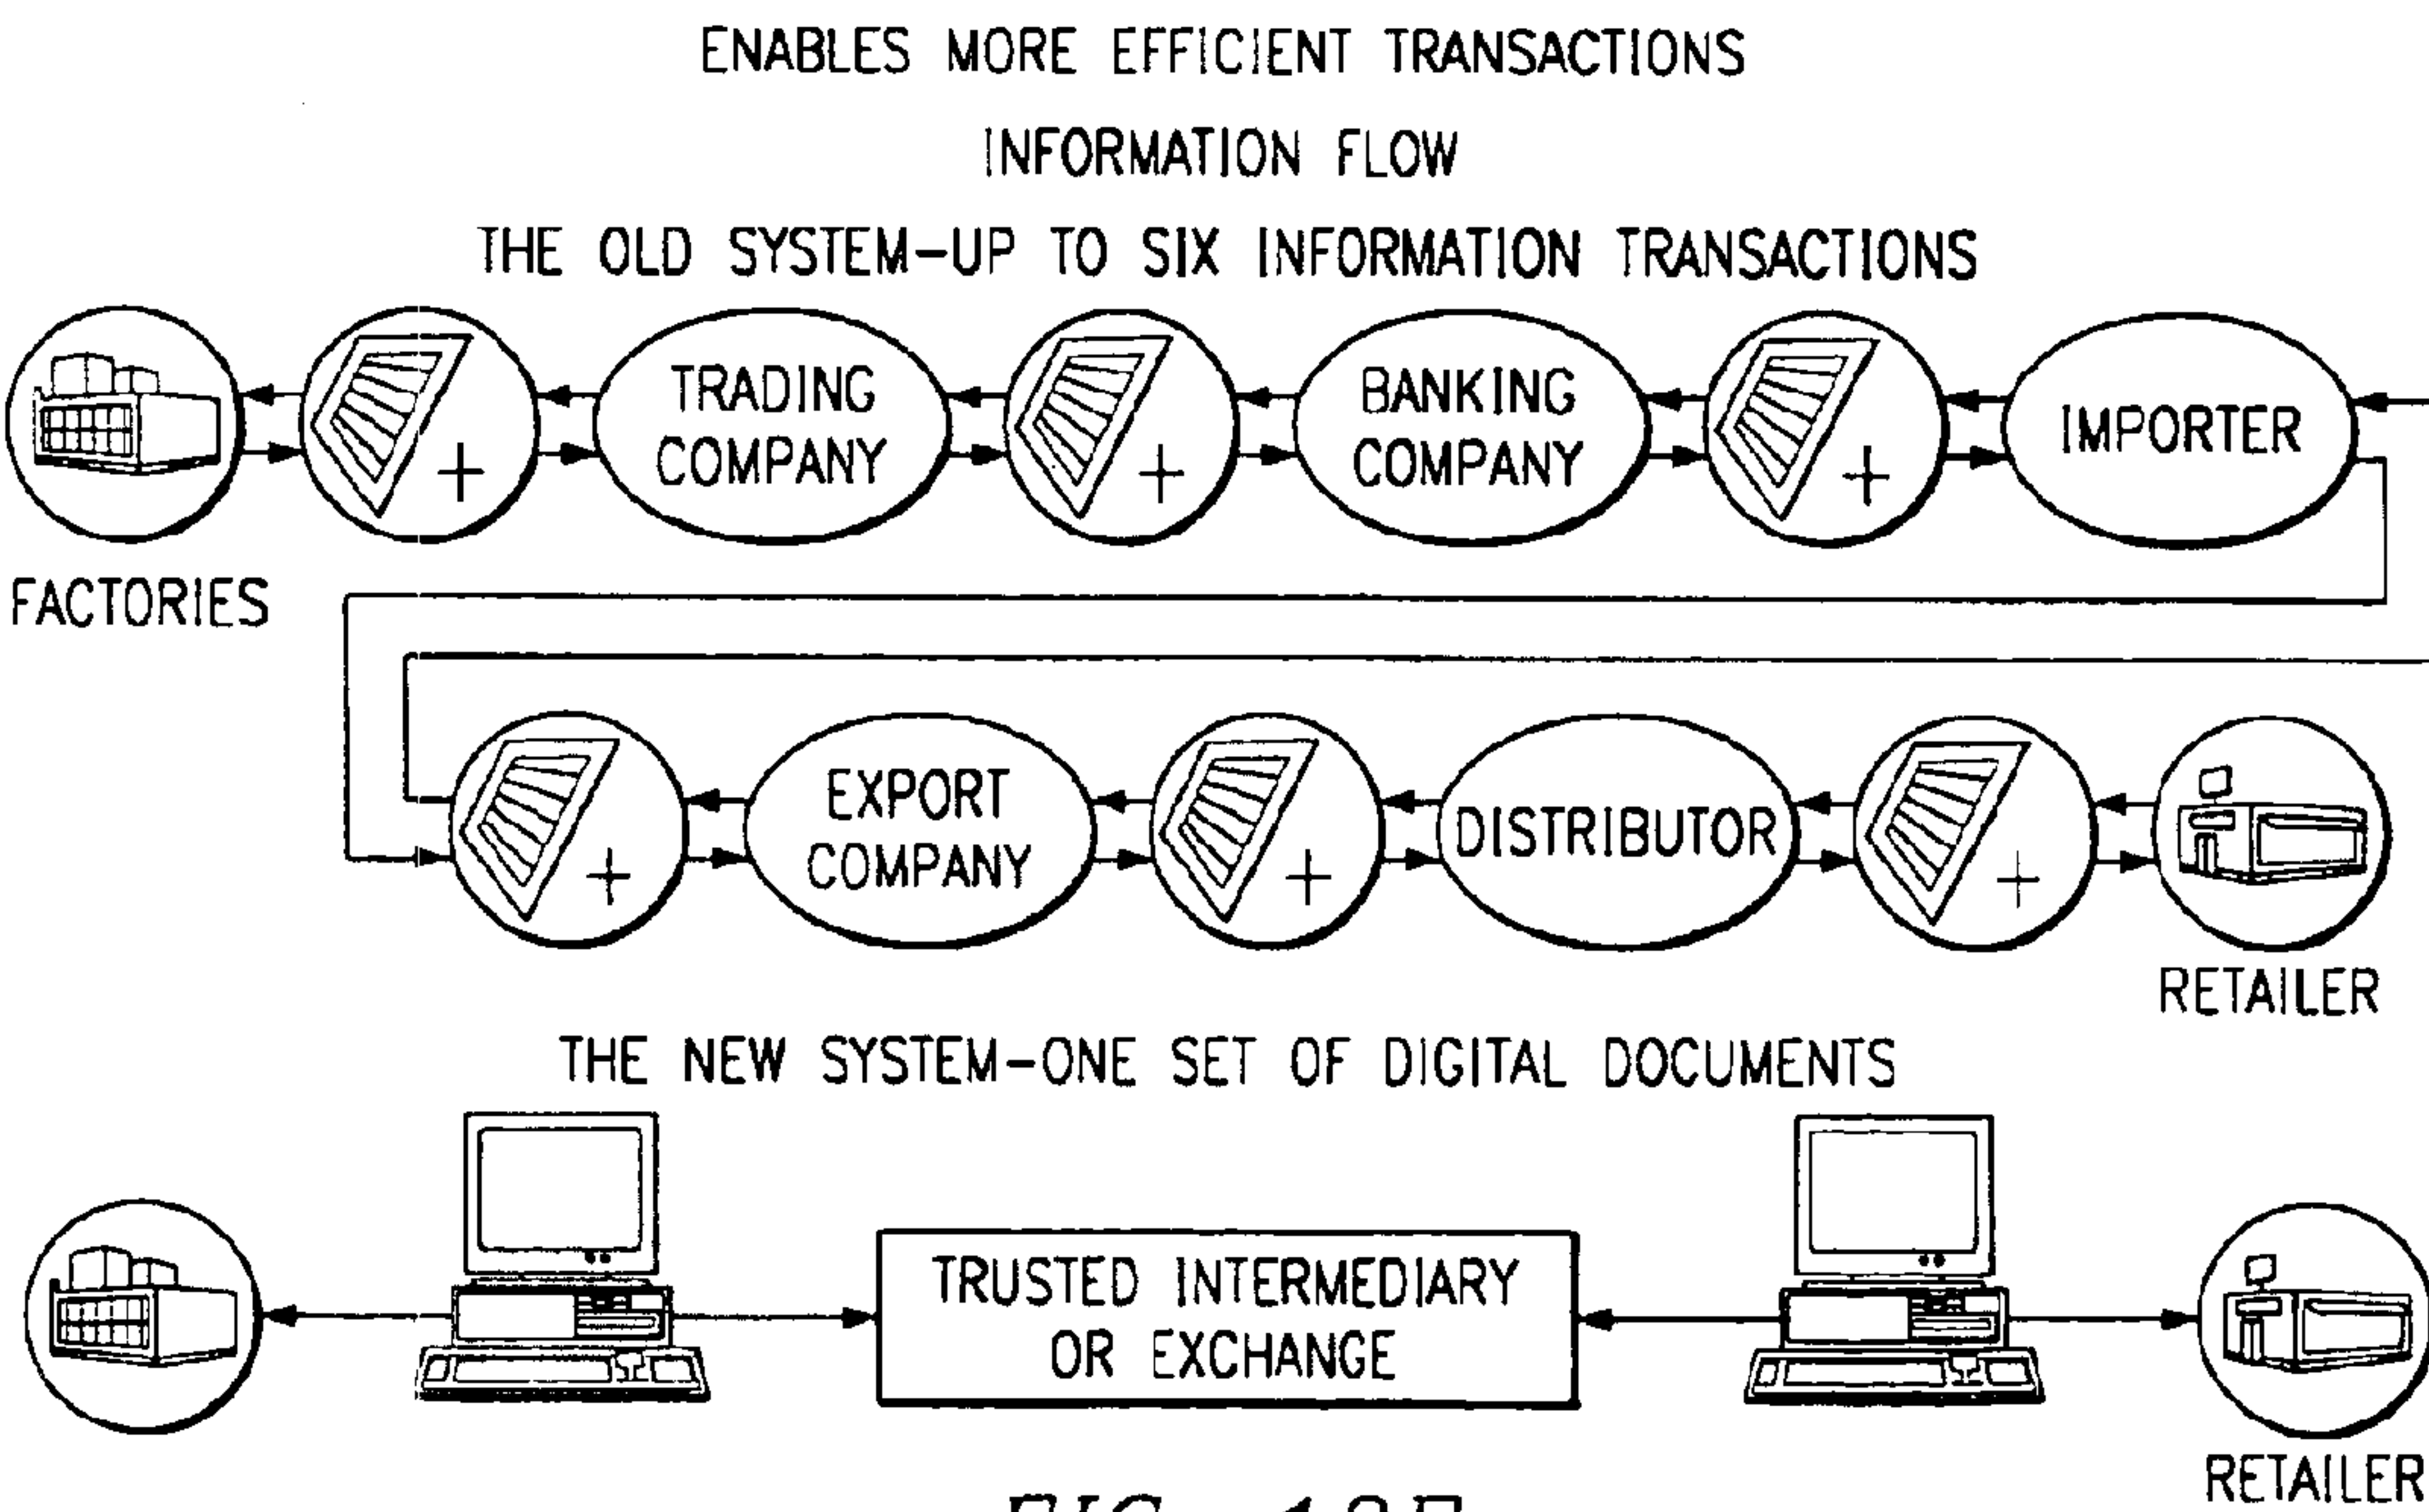 ENABLES MORE EFFICIENT TRANSACTIONS
INFORMATION FLOW
THE OLD SYSTEM-UP TO SIX INFORMATION TRANSACTIONS
TRADING
COMPANY
BANKING
COMPANY
IMPORTER
FACTORIES
EXPORT
COMPANY
DISTRIBUTOR
RETAILER
THE NEW SYSTEM-ONE SET OF DIGITAL DOCUMENTS
TRUSTED INTERMEDIARY
OR EXCHANGE
RETAILER